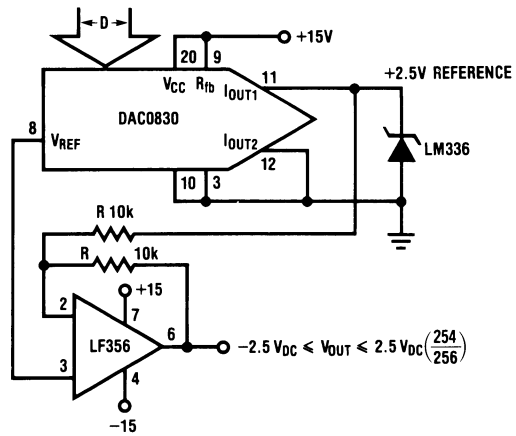 D
+15V
20 9
VCC Rfb
11
IOUT1
+2.5V REFERENCE
DAC0830
8
VREF
IOUT2
12
LM336
10 3
R 10k
R 10k
+15
2
7
LF356
6
−2.5 VDC ≤ VOUT ≤ 2.5 VDC(254/256)
3
4
−15